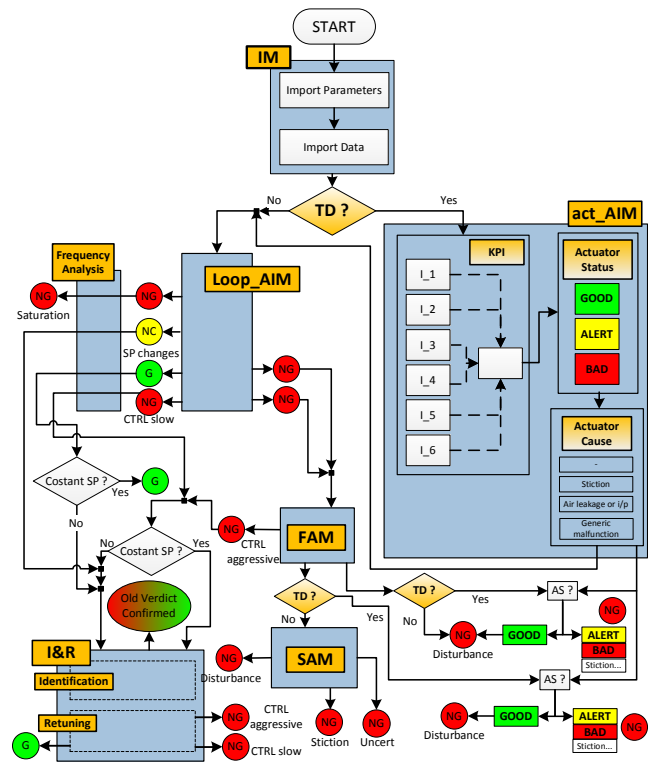 START
IM
Import Parameters
Import Data
No
TD ?
Yes
act_AIM
Frequency
Analysis
Loop_AIM
KPI
Actuator
Status
I_1
I_2
I_3
I_4
I_5
I_6
GOOD
ALERT
BAD
NG
Saturation
NG
NC
SP changes
G
NG
CTRL slow
NG
NG
Actuator
Cause
-
Stiction
Air leakage or i/p
Generic
malfunction
Costant SP ?
Yes
G
No
NG
CTRL
aggressive
FAM
No
Costant SP ?
Yes
TD ?
Yes
No
TD ?
Yes
No
AS ?
NG
Old Verdict
Confirmed
NG
Disturbance
GOOD
ALERT
BAD
Stiction...
I&R
Identification
Retuning
G
NG
CTRL
aggressive
NG
CTRL slow
NG
Disturbance
SAM
NG
Stiction
NG
Uncert
AS ?
NG
Disturbance
GOOD
ALERT
BAD
Stiction...
NG